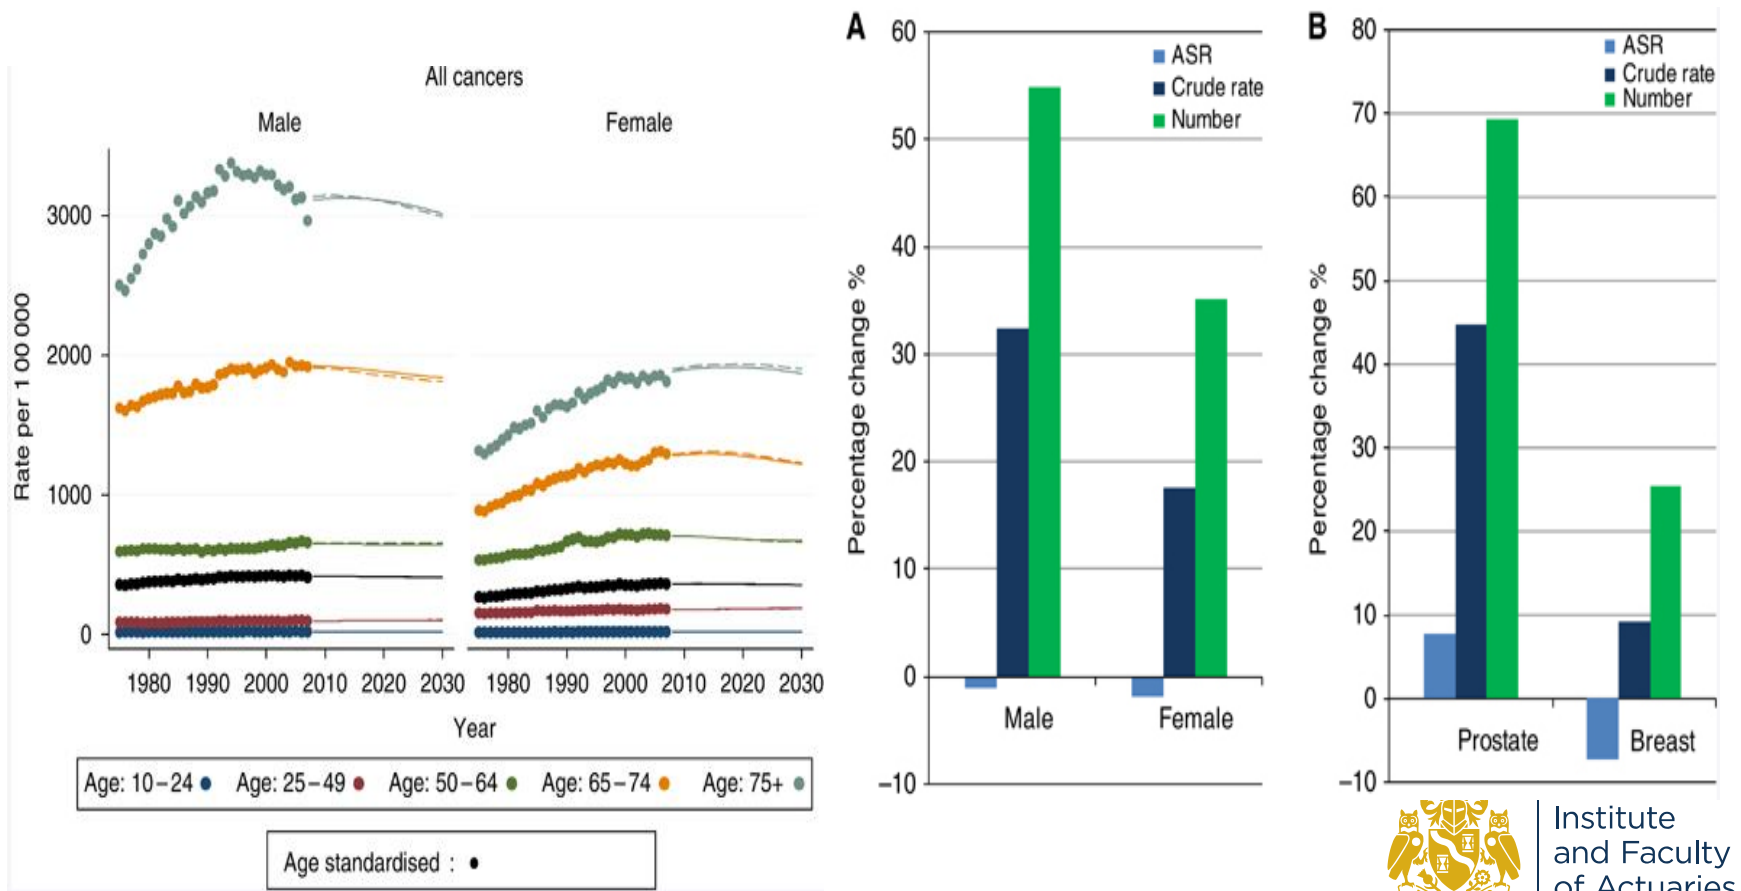 All cancers
Male
Female
Rate per 1 00 000
3000
2000
1000
0
1980 1990 2000 2010 2020 2030
1980 1990 2000 2010 2020 2030
Year
Age: 10–24 Age: 25–49 Age: 50–64 Age: 65–74 Age: 75+
Age standardised :
A
Percentage change %
60
50
40
30
20
10
0
–10
ASR
Crude rate
Number
Male
Female
B
Percentage change %
80
70
60
50
40
30
20
10
0
–10
ASR
Crude rate
Number
Prostate
Breast
Institute
and Faculty
of Actuaries